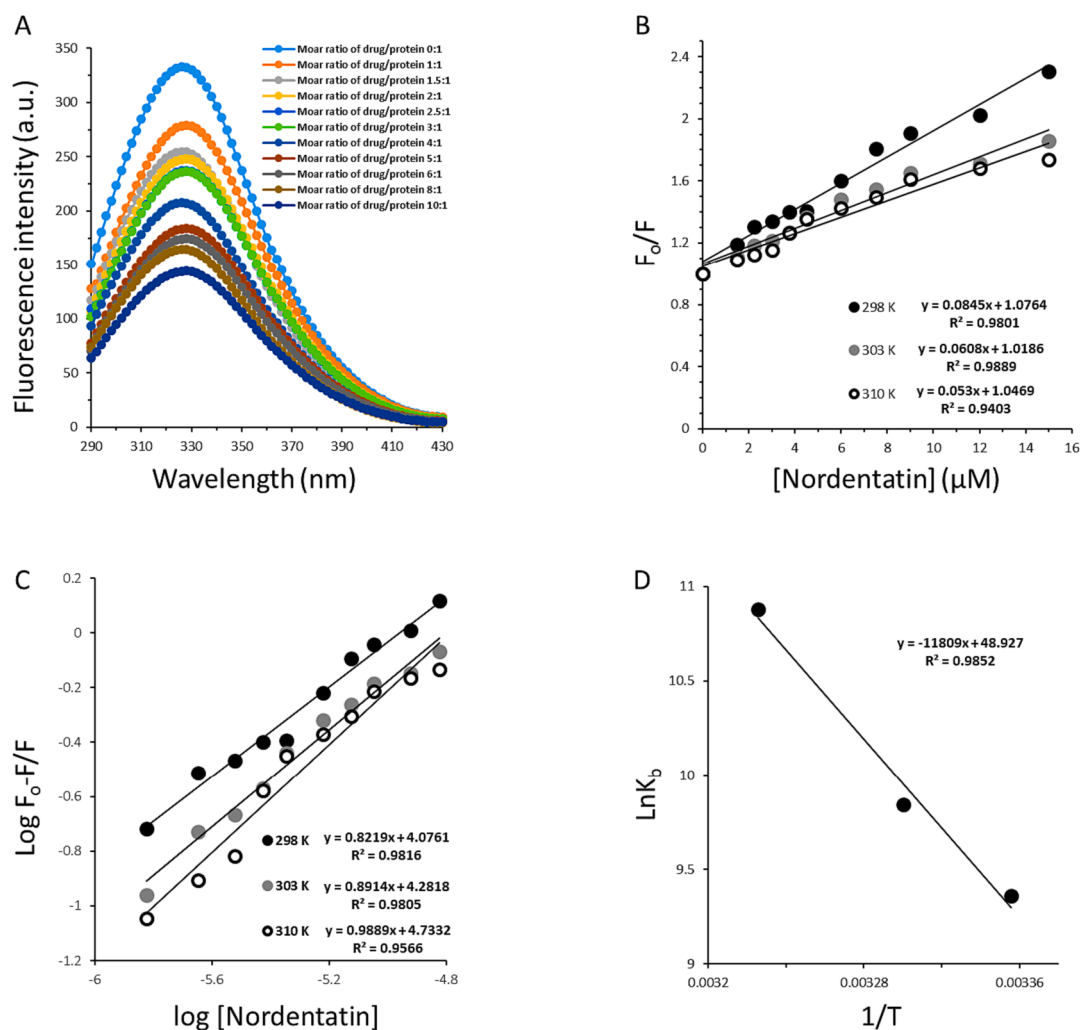 A
Moar ratio of drug/protein 0:1
Moar ratio of drug/protein 1:1
Moar ratio of drug/protein 1.5:1
Moar ratio of drug/protein 2:1
Moar ratio of drug/protein 2.5:1
Moar ratio of drug/protein 3:1
Moar ratio of drug/protein 4:1
Moar ratio of drug/protein 5:1
Moar ratio of drug/protein 6:1
Moar ratio of drug/protein 8:1
Moar ratio of drug/protein 10:1
350
300
250
200
150
100
50
0
Fluorescence intensity (a.u.)
290 310 330 350 370 390 410 430
Wavelength (nm)
B
2.4
2
1.6
1.2
0.8
0.4
0
Fₒ/F
298 K y = 0.0845x + 1.0764
R² = 0.9801
303 K y = 0.0608x + 1.0186
R² = 0.9889
310 K y = 0.053x + 1.0469
R² = 0.9403
0 2 4 6 8 10 12 14 16
[Nordentatin] (µM)
C
0.2
0
-0.2
-0.4
-0.6
-0.8
-1
-1.2
Log Fₒ-F/F
298 K y = 0.8219x + 4.0761
R² = 0.9816
303 K y = 0.8914x + 4.2818
R² = 0.9805
310 K y = 0.9889x + 4.7332
R² = 0.9566
-6 -5.6 -5.2 -4.8
log [Nordentatin]
D
11
10.5
10
9.5
9
LnK_b
y = -11809x + 48.927
R² = 0.9852
0.0032 0.00328 0.00336
1/T